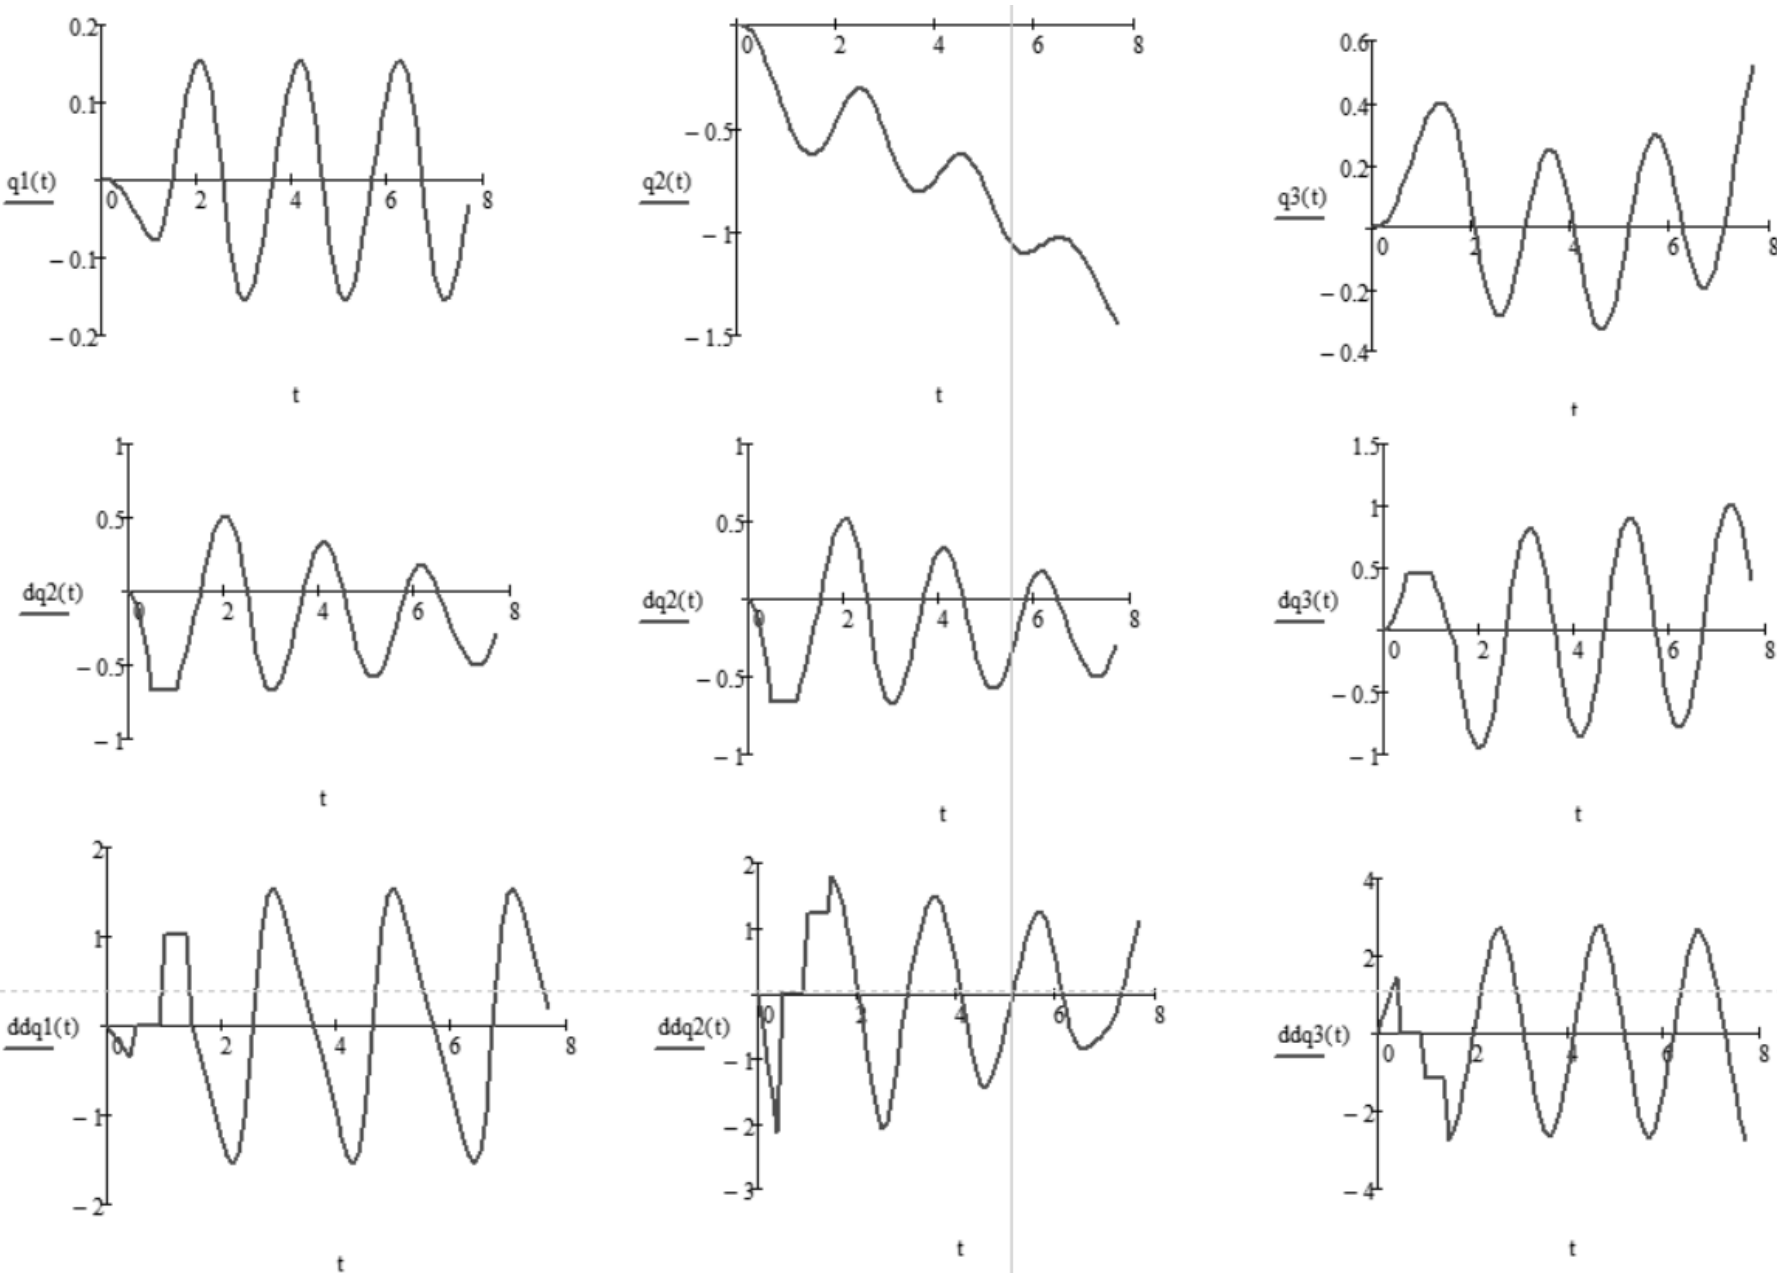 0.2
0.1
− 0.1
− 0.2
q1(t)
0 2 4 6 8
t
0 2 4 6 8
− 0.5
− 1
− 1.5
q2(t)
t
0.6
0.4
0.2
− 0.2
− 0.4
q3(t)
0 2 4 6 8
t
1
0.5
− 0.5
− 1
dq2(t)
0 2 4 6 8
t
1
0.5
− 0.5
− 1
dq2(t)
0 2 4 6 8
t
1.5
1
0.5
− 0.5
− 1
dq3(t)
0 2 4 6 8
t
2
1
− 1
− 2
ddq1(t)
0 2 4 6 8
t
2
1
− 1
− 2
− 3
ddq2(t)
0 2 4 6 8
t
4
2
− 2
− 4
ddq3(t)
0 2 4 6 8
t